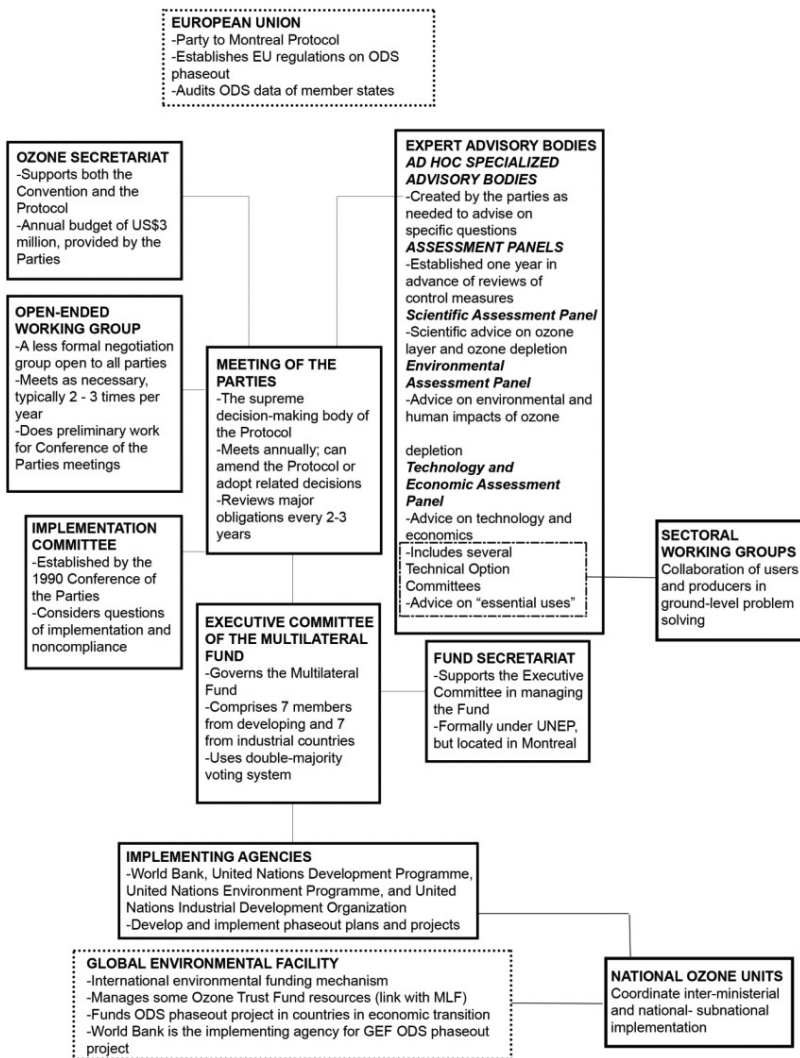 EUROPEAN UNION
-Party to Montreal Protocol
-Establishes EU regulations on ODS
phaseout
-Audits ODS data of member states
OZONE SECRETARIAT
-Supports both the
Convention and the
Protocol
-Annual budget of US$3
million, provided by the
Parties
OPEN-ENDED
WORKING GROUP
-A less formal negotiation
group open to all parties
-Meets as necessary,
typically 2 - 3 times per
year
-Does preliminary work
for Conference of the
Parties meetings
IMPLEMENTATION
COMMITTEE
-Established by the
1990 Conference of
the Parties
-Considers questions
of implementation and
noncompliance
MEETING OF THE
PARTIES
-The supreme
decision-making body of
the Protocol
-Meets annually; can
amend the Protocol or
adopt related decisions
-Reviews major
obligations every 2-3
years
EXPERT ADVISORY BODIES
AD HOC SPECIALIZED
ADVISORY BODIES
-Created by the parties as
needed to advise on
specific questions
ASSESSMENT PANELS
-Established one year in
advance of reviews of
control measures
Scientific Assessment Panel
-Scientific advice on ozone
layer and ozone depletion
Environmental
Assessment Panel
-Advice on environmental and
human impacts of ozone
depletion
Technology and
Economic Assessment
Panel
-Advice on technology and
economics
-Includes several
Technical Option
Committees
-Advice on “essential uses”
SECTORAL
WORKING GROUPS
Collaboration of users
and producers in
ground-level problem
solving
EXECUTIVE COMMITTEE
OF THE MULTILATERAL
FUND
-Governs the Multilateral
Fund
-Comprises 7 members
from developing and 7
from industrial countries
-Uses double-majority
voting system
FUND SECRETARIAT
-Supports the Executive
Committee in managing
the Fund
-Formally under UNEP,
but located in Montreal
IMPLEMENTING AGENCIES
-World Bank, United Nations Development Programme,
United Nations Environment Programme, and United
Nations Industrial Development Organization
-Develop and implement phaseout plans and projects
GLOBAL ENVIRONMENTAL FACILITY
-International environmental funding mechanism
-Manages some Ozone Trust Fund resources (link with MLF)
-Funds ODS phaseout project in countries in economic transition
-World Bank is the implementing agency for GEF ODS phaseout
project
NATIONAL OZONE UNITS
Coordinate inter-ministerial
and national- subnational
implementation